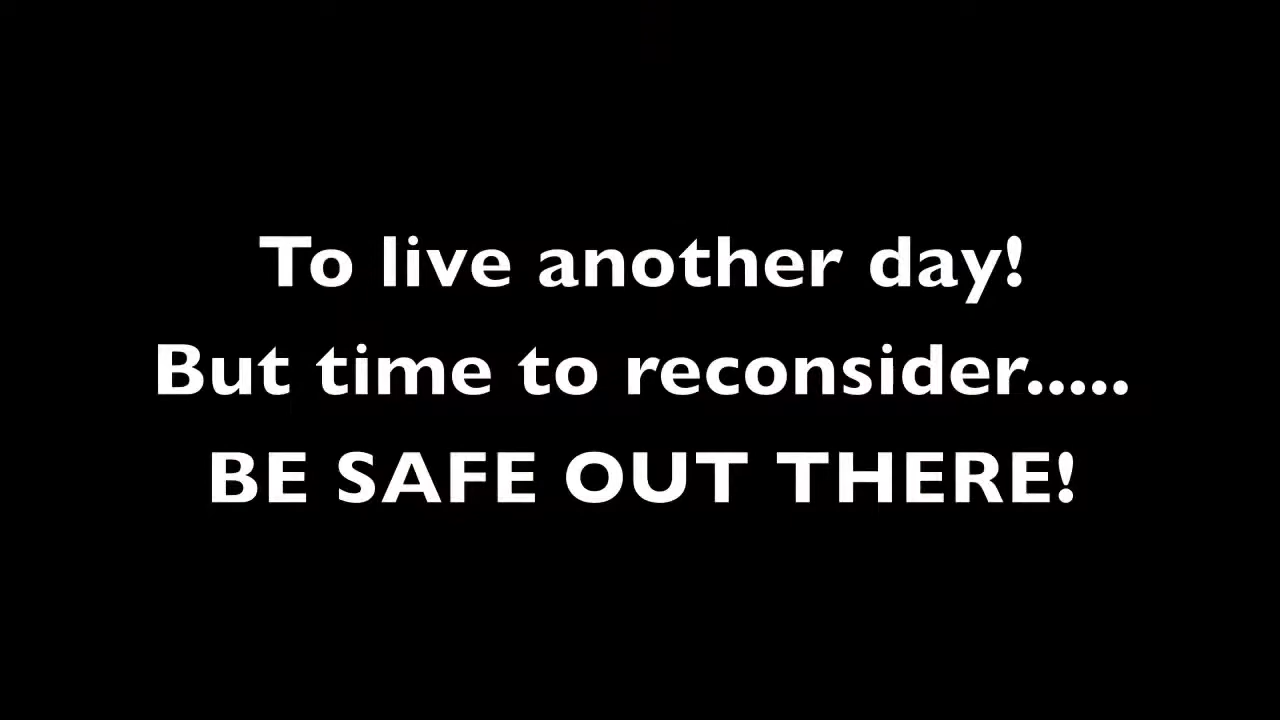 To live another day!
But time to reconsider.....
BE SAFE OUT THERE!